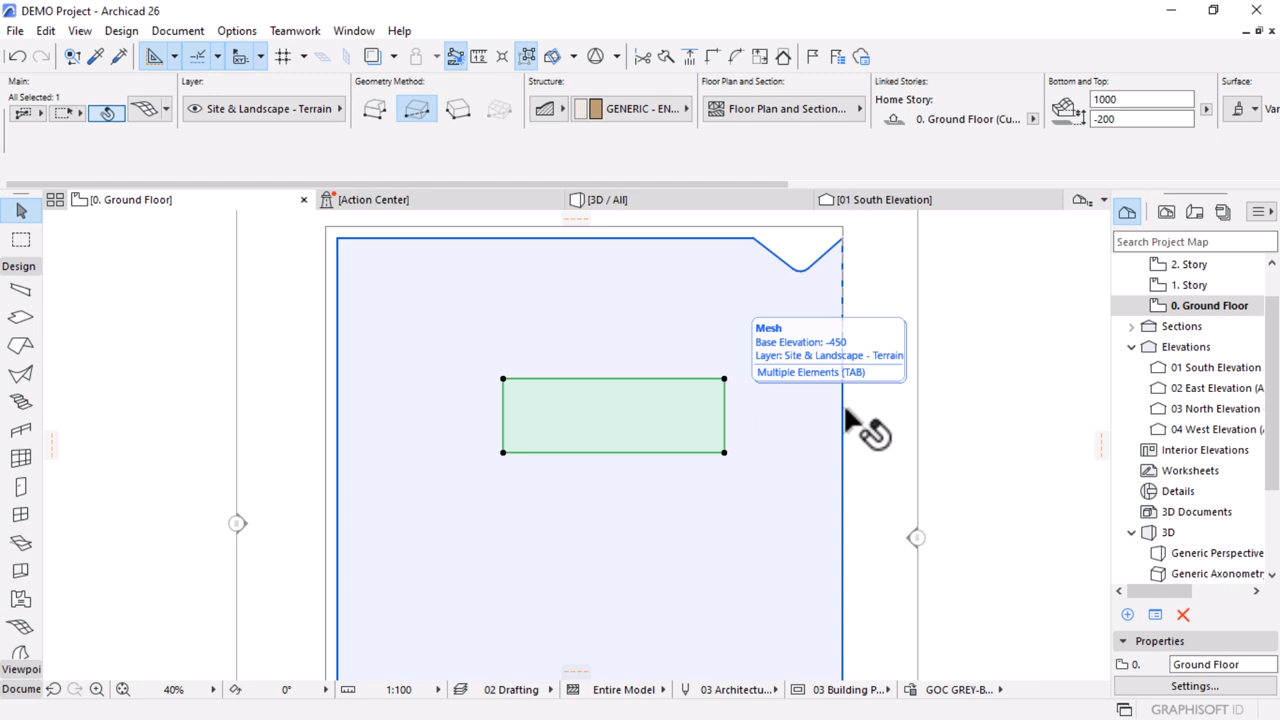 DEMO Project - Archicad 26
File Edit View Design Document Options Teamwork Window Help
Main:
All Selected: 1
Layer:
Site & Landscape - Terrain
Geometry Method:
Structure:
GENERIC - EN...
Floor Plan and Section:
Floor Plan and Section...
Linked Stories:
Home Story:
0. Ground Floor (Cu...
Bottom and Top:
1000
-200
Surface:
Var
[0. Ground Floor]
[Action Center]
[3D / All]
[01 South Elevation]
Design
Viewpoi
Docume
Mesh
Base Elevation: -450
Layer: Site & Landscape - Terrain
Multiple Elements (TAB)
Search Project Map
2. Story
1. Story
0. Ground Floor
Sections
Elevations
01 South Elevation
02 East Elevation (A
03 North Elevation
04 West Elevation (
Interior Elevations
Worksheets
Details
3D Documents
3D
Generic Perspective
Generic Axonometr
Properties
0.
Ground Floor
Settings...
40%
0°
1:100
02 Drafting
Entire Model
03 Architectu...
03 Building P...
GOC GREY-B...
GRAPHISOFT ID